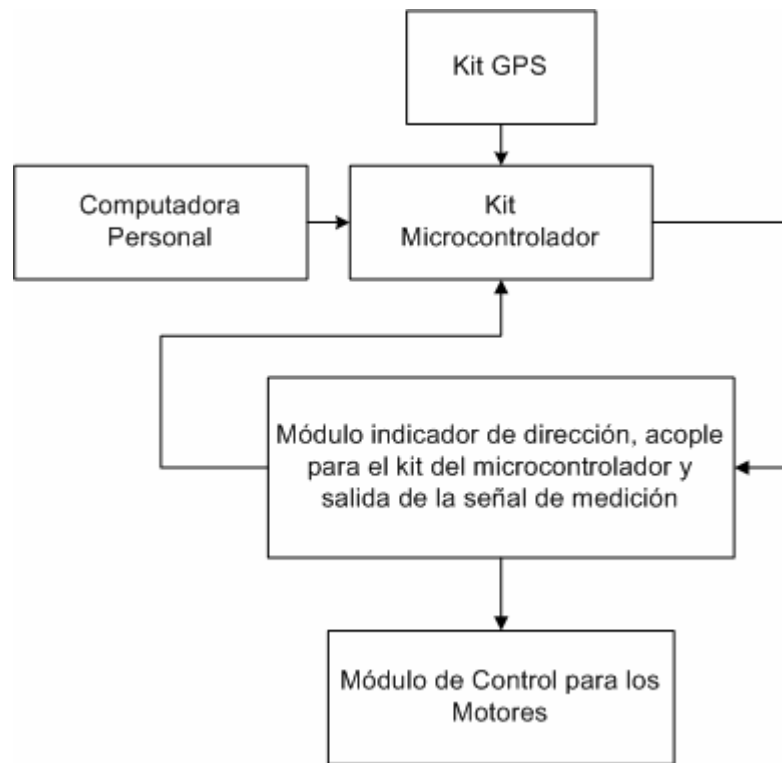 Kit GPS
Computadora
Personal
Kit
Microcontrolador
Módulo indicador de dirección, acople
para el kit del microcontrolador y
salida de la señal de medición
Módulo de Control para los
Motores